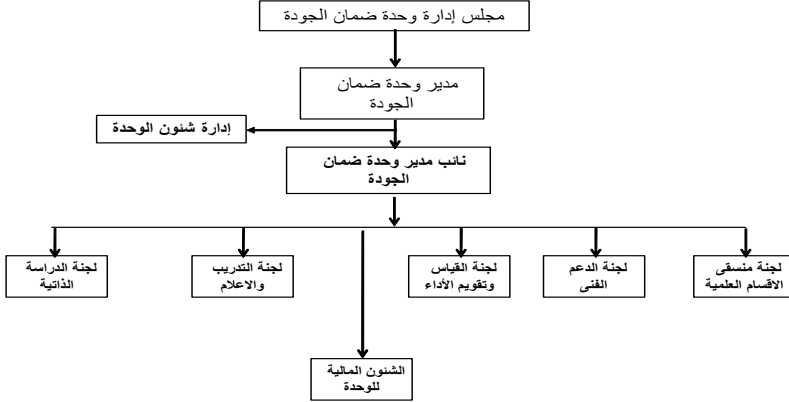 مجلس إدارة وحدة ضمان الجودة
مدير وحدة ضمان
الجودة
إدارة شئون الوحدة
نائب مدير وحدة ضمان
الجودة
لجنة منسقى
الاقسام العلمية
لجنة الدعم
الفنى
لجنة القياس
وتقويم الأداء
لجنة التدريب
والاعلام
لجنة الدراسة
الذاتية
الشئون المالية
للوحدة